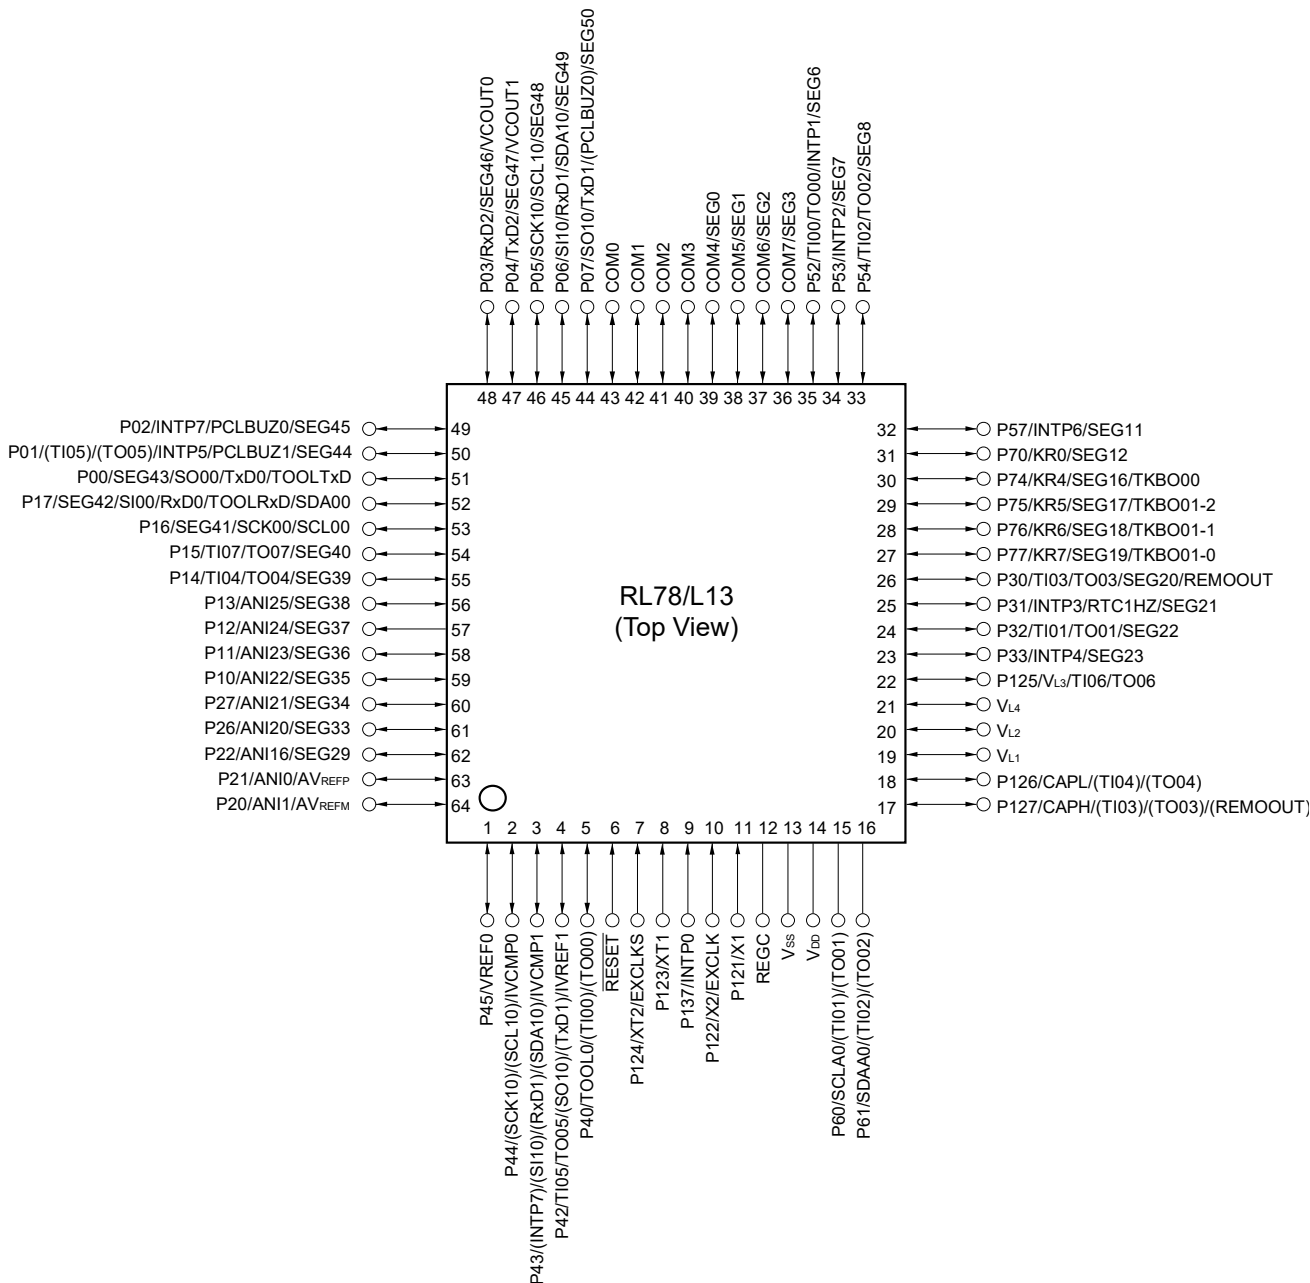 P03/RxD2/SEG46/VCOUT0
P04/TxD2/SEG47/VCOUT1
P05/SCK10/SCL10/SEG48
P06/SI10/RxD1/SDA10/SEG49
P07/SO10/TxD1/(PCLBUZ0)/SEG50
COM0
COM1
COM2
COM3
COM4/SEG0
COM5/SEG1
COM6/SEG2
COM7/SEG3
P52/TI00/TO00/INTP1/SEG6
P53/INTP2/SEG7
P54/TI02/TO02/SEG8
48 47 46 45 44 43 42 41 40 39 38 37 36 35 34 33
P02/INTP7/PCLBUZ0/SEG45 49
P01/(TI05)/(TO05)/INTP5/PCLBUZ1/SEG44 50
P00/SEG43/SO00/TxD0/TOOLTxD 51
P17/SEG42/SI00/RxD0/TOOLRxD/SDA00 52
P16/SEG41/SCK00/SCL00 53
P15/TI07/TO07/SEG40 54
P14/TI04/TO04/SEG39 55
P13/ANI25/SEG38 56
P12/ANI24/SEG37 57
P11/ANI23/SEG36 58
P10/ANI22/SEG35 59
P27/ANI21/SEG34 60
P26/ANI20/SEG33 61
P22/ANI16/SEG29 62
P21/ANI0/AVREFP 63
P20/ANI1/AVREFM 64
RL78/L13
(Top View)
32 P57/INTP6/SEG11
31 P70/KR0/SEG12
30 P74/KR4/SEG16/TKBO00
29 P75/KR5/SEG17/TKBO01-2
28 P76/KR6/SEG18/TKBO01-1
27 P77/KR7/SEG19/TKBO01-0
26 P30/TI03/TO03/SEG20/REMOOUT
25 P31/INTP3/RTC1HZ/SEG21
24 P32/TI01/TO01/SEG22
23 P33/INTP4/SEG23
22 P125/VL3/TI06/TO06
21 VL4
20 VL2
19 VL1
18 P126/CAPL/(TI04)/(TO04)
17 P127/CAPH/(TI03)/(TO03)/(REMOOUT)
1 2 3 4 5 6 7 8 9 10 11 12 13 14 15 16
P45/VREF0
P44/(SCK10)/(SCL10)/IVCMP0
P43/(INTP7)/(SI10)/(RxD1)/(SDA10)/IVCMP1
P42/TI05/TO05/(SO10)/(TxD1)/IVREF1
P40/TOOL0/(TI00)/(TO00)
RESET
P124/XT2/EXCLKS
P123/XT1
P137/INTP0
P122/X2/EXCLK
P121/X1
REGC
VSS
VDD
P60/SCLA0/(TI01)/(TO01)
P61/SDAA0/(TI02)/(TO02)